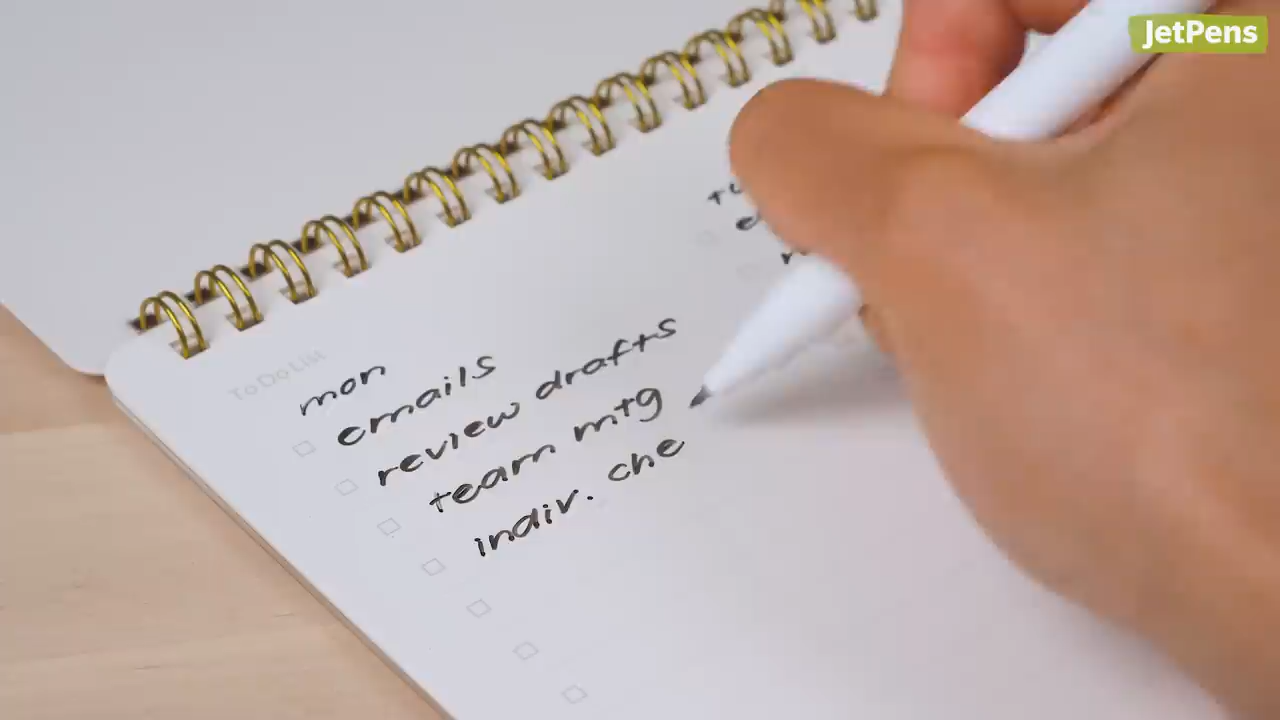 JetPens
To Do List
mon
emails
review drafts
team mtg
indiv. che